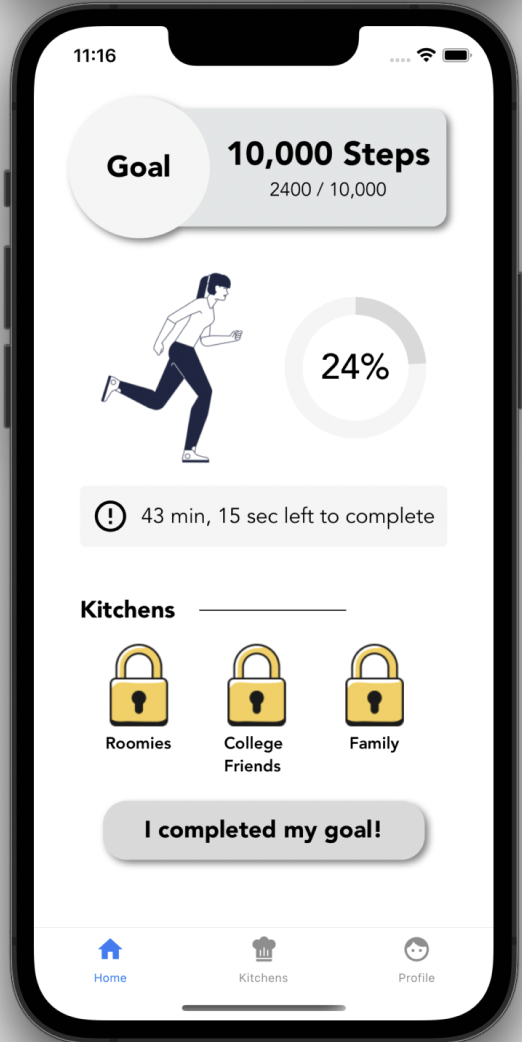 11:16
Goal
10,000 Steps
2400 / 10,000
24%
43 min, 15 sec left to complete
Kitchens
Roomies
College
Friends
Family
I completed my goal!
Home
Kitchens
Profile